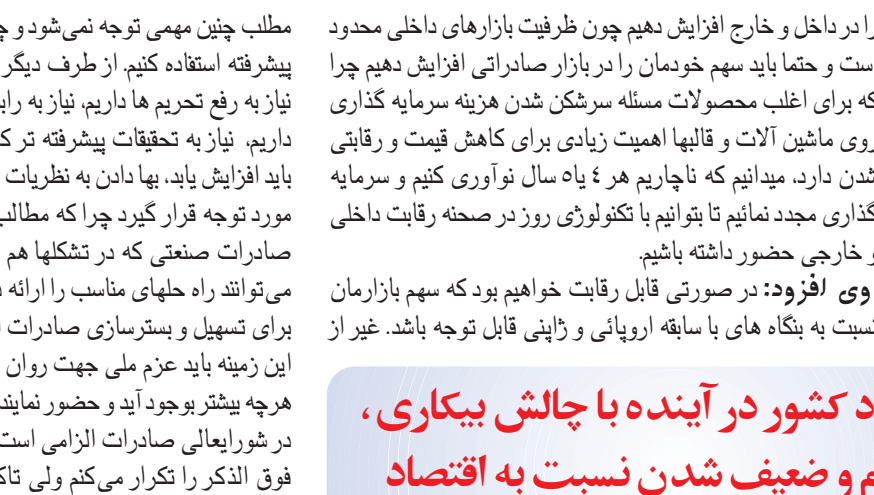 را در داخل و خارج افزایش دهیم چون ظرفیت بازارهای داخلی محدود
است و حتما باید سهم خودمان را در بازار صادراتی افزایش دهیم چرا
که برای اغلب محصولات مسئله سرشکن شدن هزینه سرمایه گذاری
روی ماشین آلات و قالبها اهمیت زیادی برای کاهش قیمت و رقابتی
شدن دارد، میدانیم که ناچاریم هر ٤ یا٥ سال نوآوری کنیم و سرمایه
گذاری مجدد نمائیم تا بتوانیم با تکنولوژی روز در صحنه رقابت داخلی
و خارجی حضور داشته باشیم.
وی افزود: در صورتی قابل رقابت خواهیم بود که سهم بازارمان
نسبت به بنگاه های با سابقه اروپائی و ژاپنی قابل توجه باشد. غیر از
د کشور در آینده با چالش بیکاری ،
م و ضعیف شدن نسبت به اقتصاد
مطلب چنین مهمی توجه نمی‌شود و
پیشرفته استفاده کنیم. از طرف دیگر
نیاز به رفع تحریم ها داریم، نیاز به
داریم، نیاز به تحقیقات پیشرفته تر
باید افزایش یابد، بها دادن به نظریات
مورد توجه قرار گیرد چرا که
صادرات صنعتی که در تشکلها هم
می‌توانند راه حلهای مناسب را ارائه
برای تسهیل و بسترسازی صادرات
این زمینه باید عزم ملی جهت روان
هرچه بیشتر بوجود آید و حضور
در شورایعالی صادرات الزامی است
فوق الذکر را تکرار می‌کنم ولی